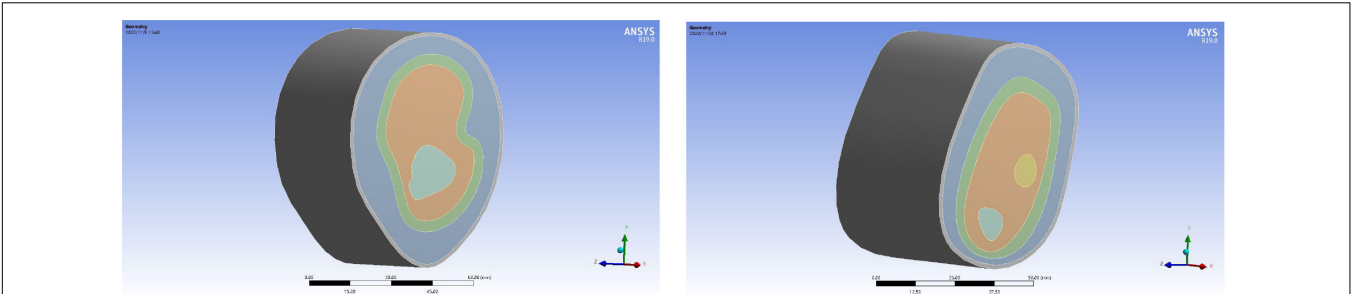 Geometry
ANSYS
R19.0
Z
Y
X
0.00
30.00
60.00 (mm)
15.00
45.00
Geometry
ANSYS
R19.0
Z
Y
X
0.00
25.00
50.00 (mm)
12.50
37.50